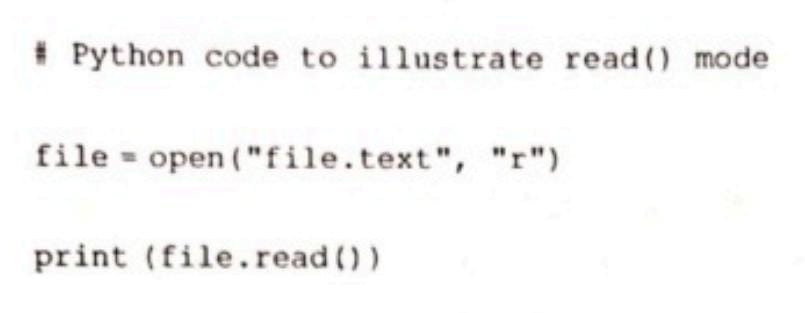 # Python code to illustrate read() mode
file = open("file.text", "r")
print (file.read())